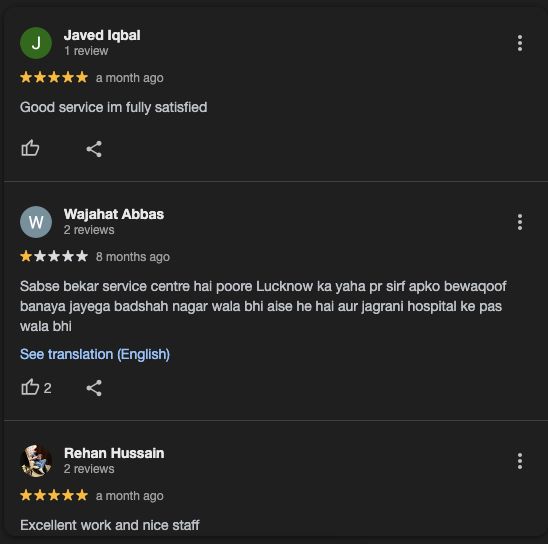 J
Javed Iqbal
1 review
a month ago
Good service im fully satisfied
W
Wajahat Abbas
2 reviews
8 months ago
Sabse bekar service centre hai poore Lucknow ka yaha pr sirf apko bewaqoof
banaya jayega badshah nagar wala bhi aise he hai aur jagrani hospital ke pas
wala bhi
See translation (English)
2
Rehan Hussain
2 reviews
a month ago
Excellent work and nice staff